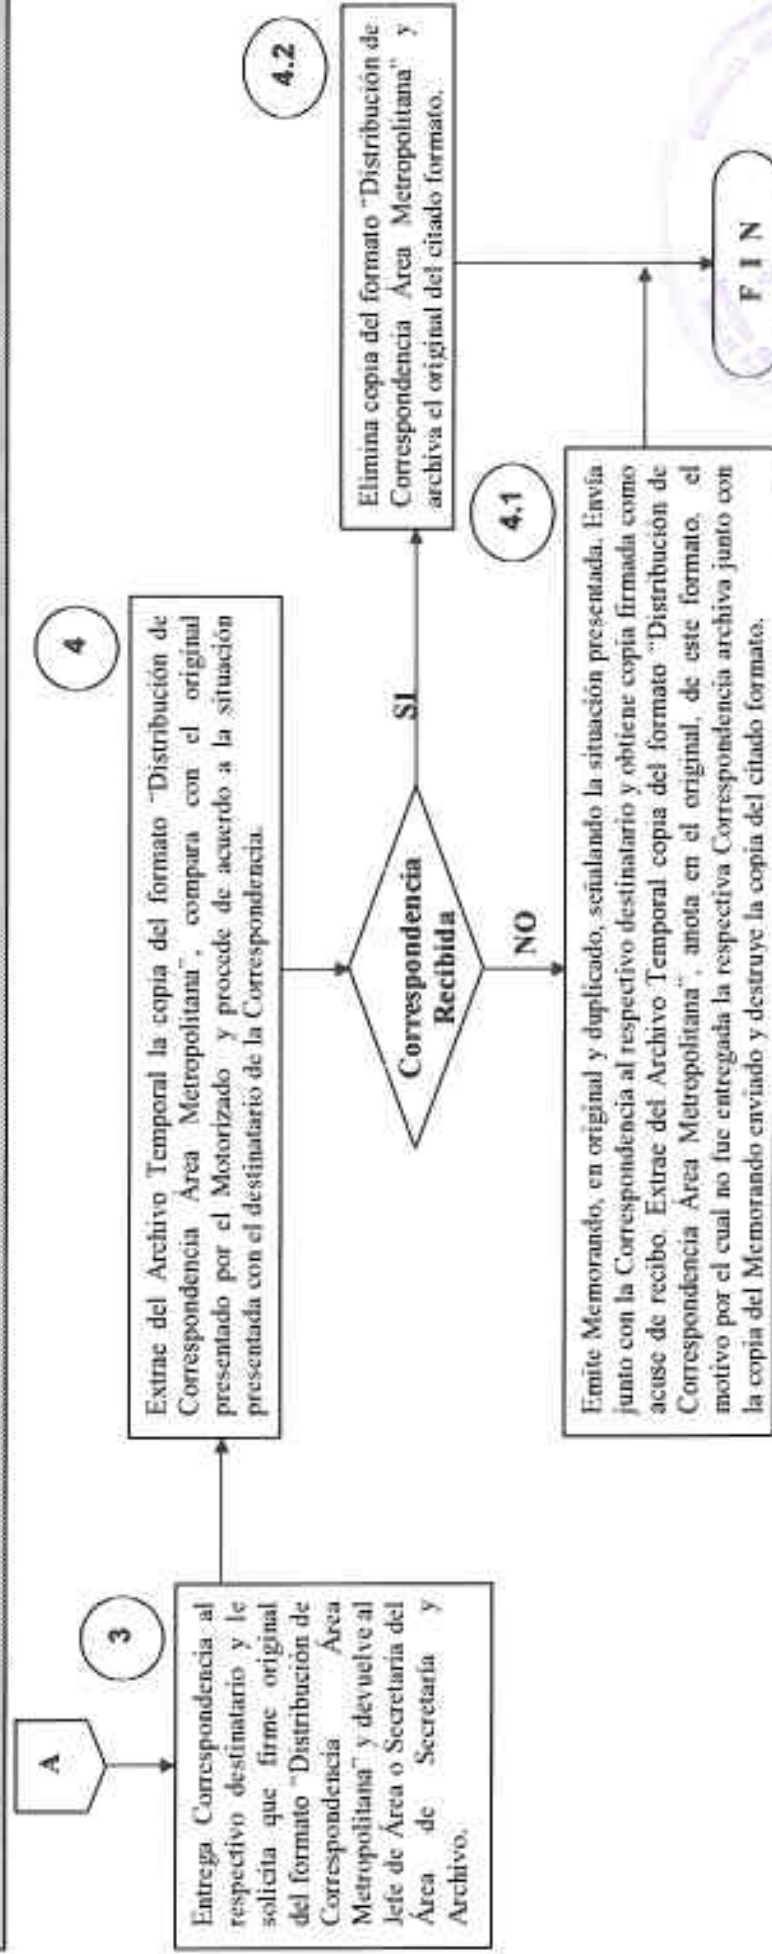 A
3
Entrega Correspondencia al
respectivo destinatario y le
solicita que firme original
del formato ¨Distribución de
Correspondencia Área
Metropolitana¨ y devuelve al
Jefe de Área o Secretaria del
Área de Secretaría y
Archivo.
4
Extrae del Archivo Temporal la copia del formato ¨Distribución de
Correspondencia Área Metropolitana¨, compara con el original
presentado por el Motorizado y procede de acuerdo a la situación
presentada con el destinatario de la Correspondencia.
Correspondencia
Recibida
SI
NO
4.2
Elimina copia del formato ¨Distribución de
Correspondencia Área Metropolitana¨ y
archiva el original del citado formato.
4.1
Emite Memorando, en original y duplicado, señalando la situación presentada. Envía
junto con la Correspondencia al respectivo destinatario y obtiene copia firmada como
acuse de recibo. Extrae del Archivo Temporal copia del formato ¨Distribución de
Correspondencia Área Metropolitana¨, anota en el original, de este formato, el
motivo por el cual no fue entregada la respectiva Correspondencia archiva junto con
la copia del Memorando enviado y destruye la copia del citado formato.
F I N